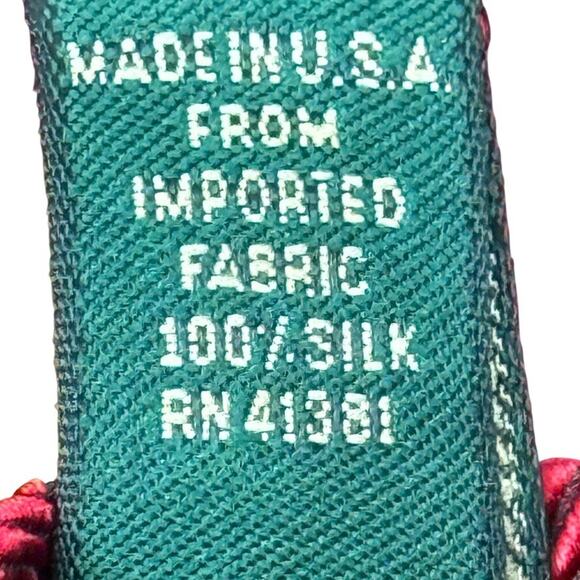 MADE IN U.S.A.
FROM
IMPORTED
FABRIC
100% SILK
RN 41381